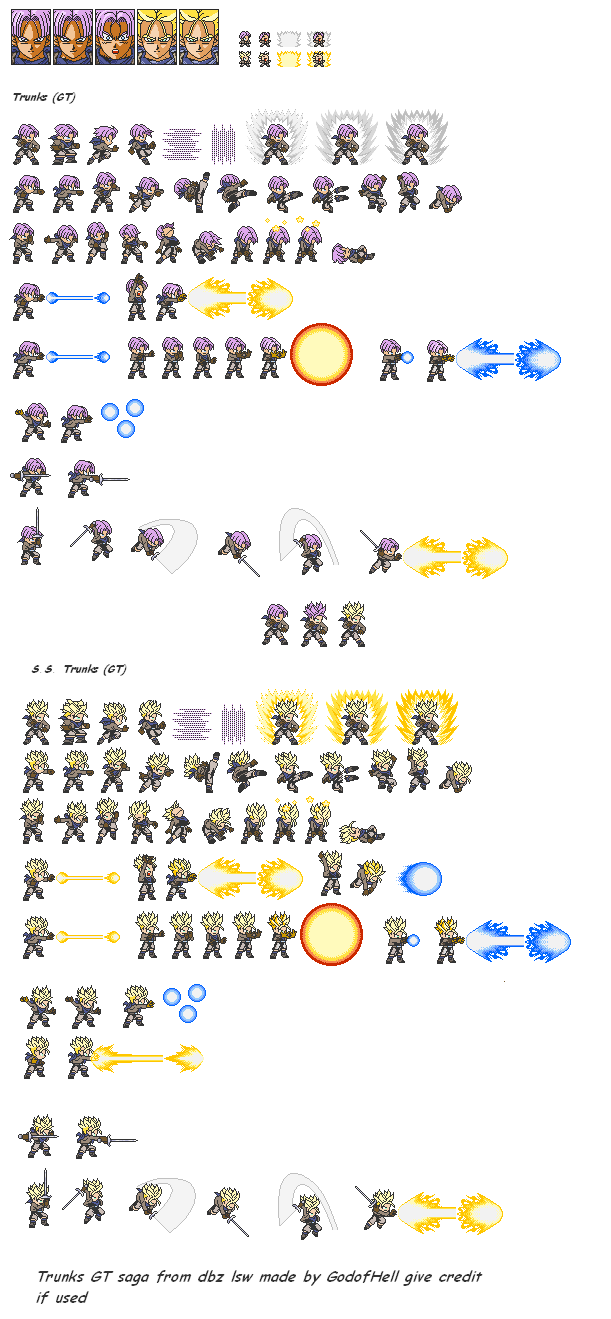 Trunks (GT)
S.S. Trunks (GT)
Trunks GT saga from dbz lsw made by GodofHell give credit
if used